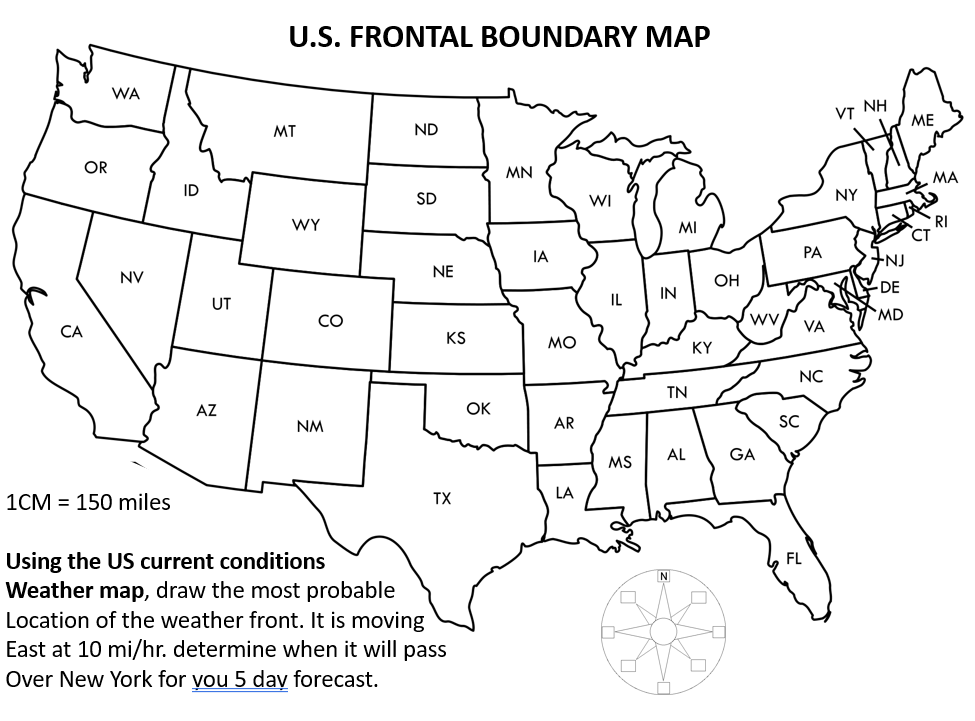 U.S. FRONTAL BOUNDARY MAP
WA
MT
ND
MN
VT
NH
ME
OR
ID
SD
WI
MI
NY
MA
RI
CT
WY
IA
NE
PA
NJ
NV
UT
CO
IL
IN
OH
DE
MD
CA
KS
MO
WV
VA
KY
AZ
NM
OK
AR
TN
NC
SC
MS
AL
GA
TX
LA
FL
1CM = 150 miles
Using the US current conditions
Weather map, draw the most probable
Location of the weather front. It is moving
East at 10 mi/hr. determine when it will pass
Over New York for you 5 day forecast.
N